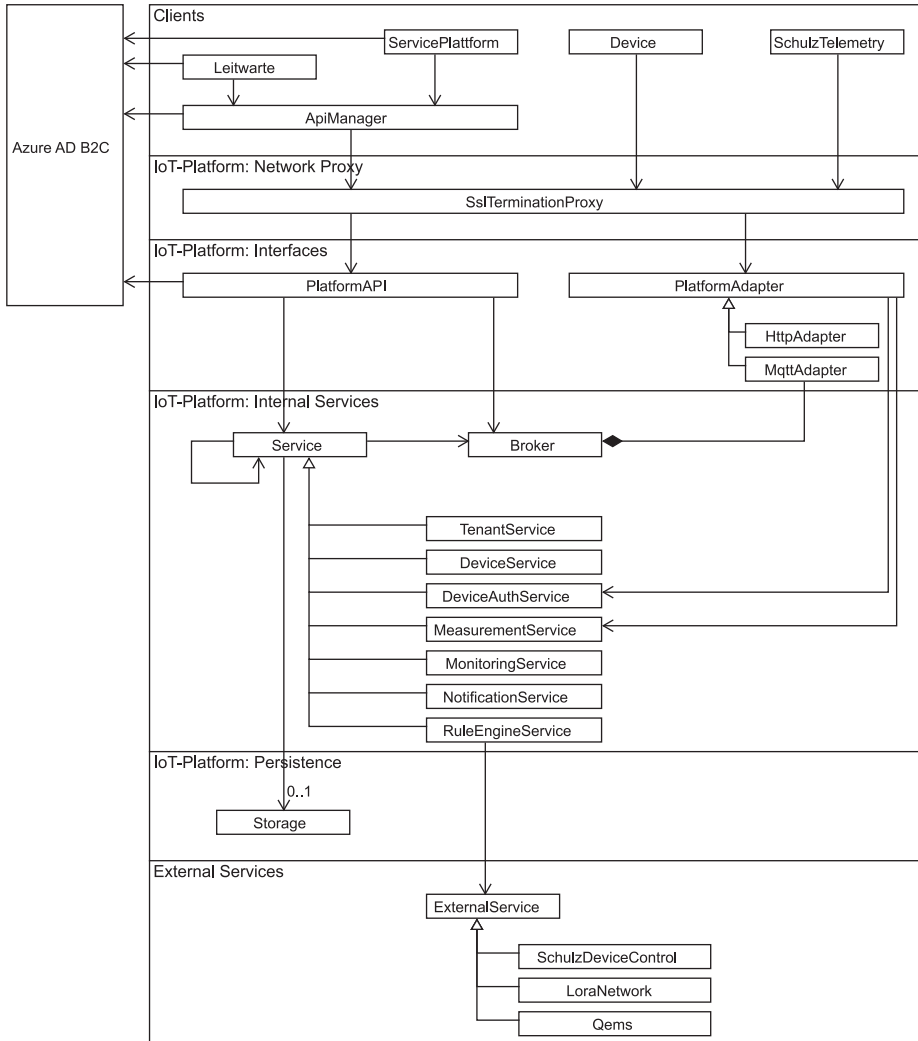 Clients
ServicePlattform
Device
SchulzTelemetry
Leitwarte
ApiManager
Azure AD B2C
IoT-Platform: Network Proxy
SslTerminationProxy
IoT-Platform: Interfaces
PlatformAPI
PlatformAdapter
HttpAdapter
MqttAdapter
IoT-Platform: Internal Services
Service
Broker
TenantService
DeviceService
DeviceAuthService
MeasurementService
MonitoringService
NotificationService
RuleEngineService
IoT-Platform: Persistence
0..1
Storage
External Services
ExternalService
SchulzDeviceControl
LoraNetwork
Qems